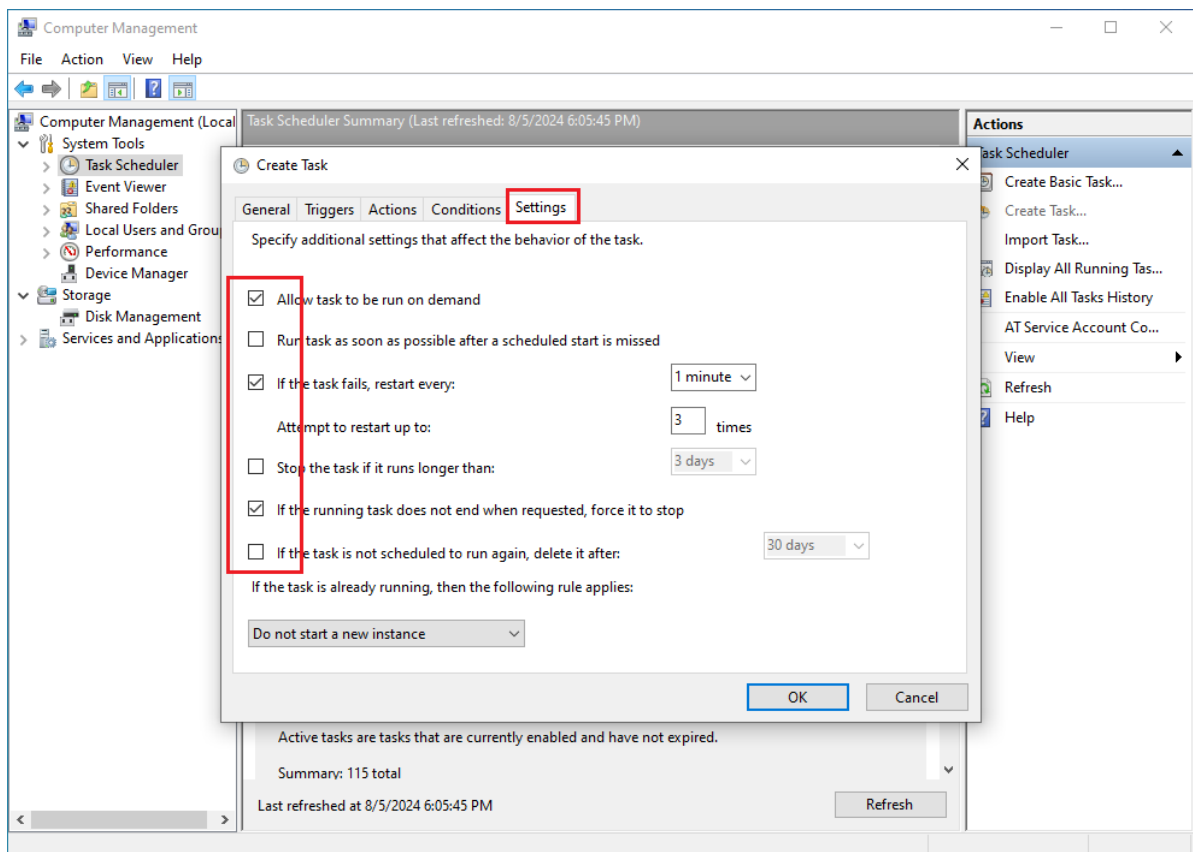 Computer Management
File Action View Help
Computer Management (Local
System Tools
Task Scheduler
Event Viewer
Shared Folders
Local Users and Grou
Performance
Device Manager
Storage
Disk Management
Services and Applications
Task Scheduler Summary (Last refreshed: 8/5/2024 6:05:45 PM)
Create Task
General Triggers Actions Conditions Settings
Specify additional settings that affect the behavior of the task.
Allow task to be run on demand
Run task as soon as possible after a scheduled start is missed
If the task fails, restart every: 1 minute
Attempt to restart up to: 3 times
Stop the task if it runs longer than: 3 days
If the running task does not end when requested, force it to stop
If the task is not scheduled to run again, delete it after: 30 days
If the task is already running, then the following rule applies:
Do not start a new instance
OK Cancel
Active tasks are tasks that are currently enabled and have not expired.
Summary: 115 total
Last refreshed at 8/5/2024 6:05:45 PM Refresh
Actions
ask Scheduler
Create Basic Task...
Create Task...
Import Task...
Display All Running Tas...
Enable All Tasks History
AT Service Account Co...
View
Refresh
Help